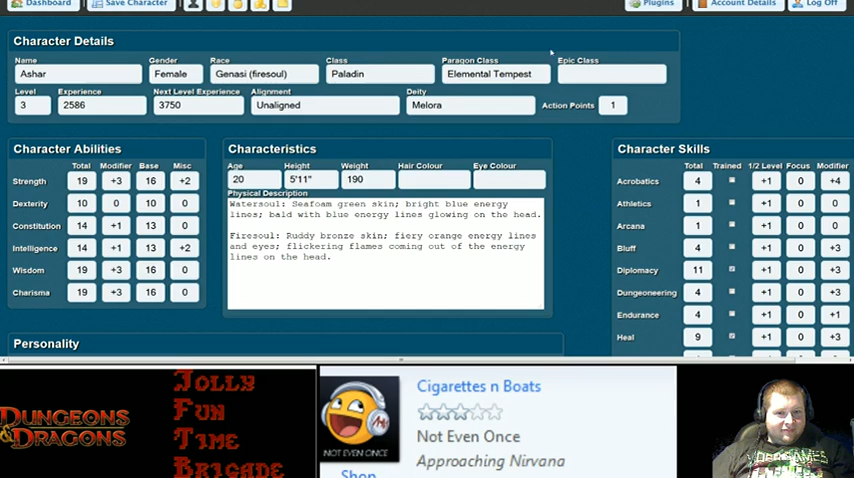 Dashboard Save Character Plugins Account Details Log Off
Character Details
Name Gender Race Class Paragon Class Epic Class
Ashar Female Genasi (firesoul) Paladin Elemental Tempest
Level Experience Next Level Experience Alignment Deity
3 2586 3750 Unaligned Melora Action Points 1
Character Abilities
Total Modifier Base Misc
Strength 19 +3 16 +2
Dexterity 10 0 10 0
Constitution 14 +1 13 0
Intelligence 14 +1 13 +2
Wisdom 19 +3 16 0
Charisma 19 +3 16 0
Characteristics
Age Height Weight Hair Colour Eye Colour
20 5'11" 190
Physical Description
Watersoul: Seafoam green skin; bright blue energy
lines; bald with blue energy lines glowing on the head.
Firesoul: Ruddy bronze skin; fiery orange energy lines
and eyes; flickering flames coming out of the energy
lines on the head.
Character Skills
Total Trained 1/2 Level Focus Modifier
Acrobatics 4 +1 0 +4
Athletics 1 +1 0 0
Arcana 1 +1 0 0
Bluff 4 +1 0 +3
Diplomacy 11 +1 0 +3
Dungeoneering 4 +1 0 +3
Endurance 4 +1 0 +1
Heal 9 +1 0 +3
Personality
DUNGEONS
& DRAGONS
Jolly
Fun
Time
Brigade
NOT EVEN ONCE
Shop
Cigarettes n Boats
Not Even Once
Approaching Nirvana